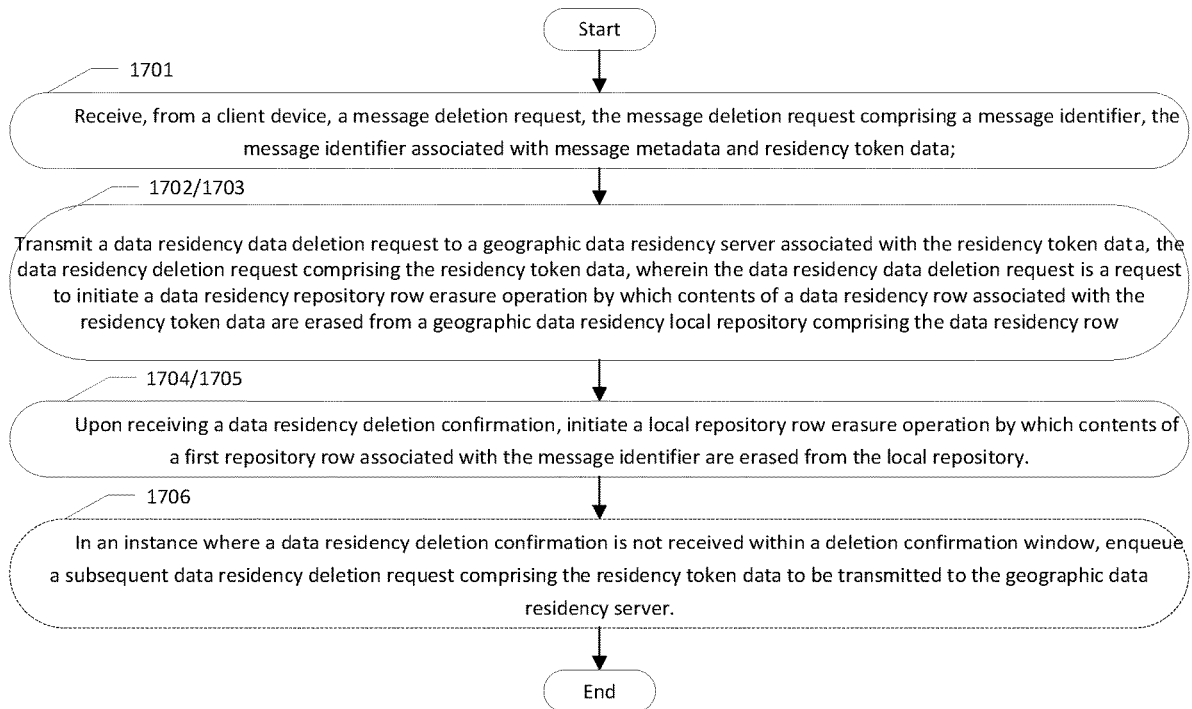 Start
1701
Receive, from a client device, a message deletion request, the message deletion request comprising a message identifier, the
message identifier associated with message metadata and residency token data;
1702/1703
Transmit a data residency data deletion request to a geographic data residency server associated with the residency token data, the
data residency deletion request comprising the residency token data, wherein the data residency data deletion request is a request
to initiate a data residency repository row erasure operation by which contents of a data residency row associated with the
residency token data are erased from a geographic data residency local repository comprising the data residency row
1704/1705
Upon receiving a data residency deletion confirmation, initiate a local repository row erasure operation by which contents of
a first repository row associated with the message identifier are erased from the local repository.
1706
In an instance where a data residency deletion confirmation is not received within a deletion confirmation window, enqueue
a subsequent data residency deletion request comprising the residency token data to be transmitted to the geographic data
residency server.
End